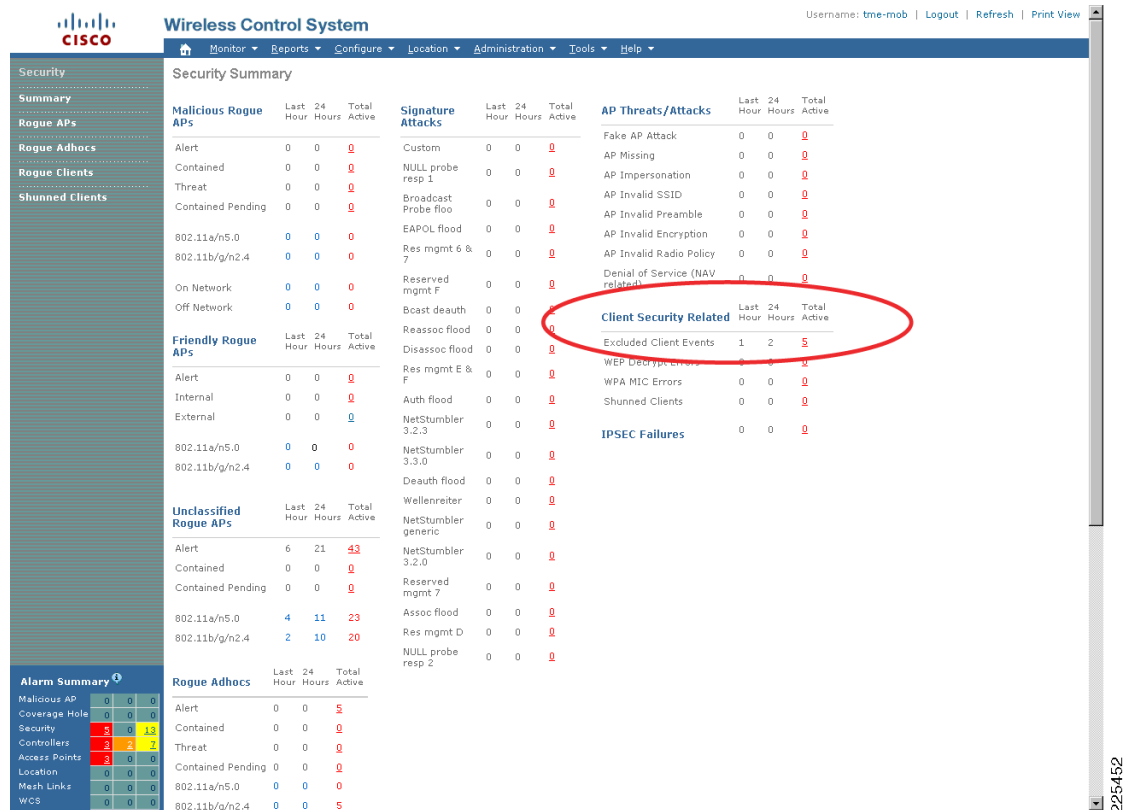 Username: tme-mob | Logout | Refresh | Print View
CISCO
Wireless Control System
Monitor Reports Configure Location Administration Tools Help
Security
Summary
Rogue APs
Rogue Adhocs
Rogue Clients
Shunned Clients
Security Summary
Malicious Rogue APs Last Hour 24 Hours Total Active
Alert 0 0 0
Contained 0 0 0
Threat 0 0 0
Contained Pending 0 0 0
802.11a/n5.0 0 0 0
802.11b/g/n2.4 0 0 0
On Network 0 0 0
Off Network 0 0 0
Friendly Rogue APs Last Hour 24 Hours Total Active
Alert 0 0 0
Internal 0 0 0
External 0 0 0
802.11a/n5.0 0 0 0
802.11b/g/n2.4 0 0 0
Unclassified Rogue APs Last Hour 24 Hours Total Active
Alert 6 21 43
Contained 0 0 0
Contained Pending 0 0 0
802.11a/n5.0 4 11 23
802.11b/g/n2.4 2 10 20
Rogue Adhocs Last Hour 24 Hours Total Active
Alert 0 0 5
Contained 0 0 0
Threat 0 0 0
Contained Pending 0 0 0
802.11a/n5.0 0 0 0
802.11b/g/n2.4 0 0 5
Signature Attacks Last Hour 24 Hours Total Active
Custom 0 0 0
NULL probe resp 1 0 0 0
Broadcast Probe floo 0 0 0
EAPOL flood 0 0 0
Res mgmt 6 & 7 0 0 0
Reserved mgmt F 0 0 0
Bcast deauth 0 0 0
Reassoc flood 0 0 0
Disassoc flood 0 0 0
Res mgmt E & F 0 0 0
Auth flood 0 0 0
NetStumbler 3.2.3 0 0 0
NetStumbler 3.3.0 0 0 0
Deauth flood 0 0 0
Wellenreiter 0 0 0
NetStumbler generic 0 0 0
NetStumbler 3.2.0 0 0 0
Reserved mgmt 7 0 0 0
Assoc flood 0 0 0
Res mgmt D 0 0 0
NULL probe resp 2 0 0 0
AP Threats/Attacks Last Hour 24 Hours Total Active
Fake AP Attack 0 0 0
AP Missing 0 0 0
AP Impersonation 0 0 0
AP Invalid SSID 0 0 0
AP Invalid Preamble 0 0 0
AP Invalid Encryption 0 0 0
AP Invalid Radio Policy 0 0 0
Denial of Service (NAV related) 0 0 0
Client Security Related Last Hour 24 Hours Total Active
Excluded Client Events 1 2 5
WEP Decrypt Errors 0 0 0
WPA MIC Errors 0 0 0
Shunned Clients 0 0 0
IPSEC Failures 0 0 0
Alarm Summary
Malicious AP 0 0 0
Coverage Hole 0 0 0
Security 5 0 13
Controllers 3 2 7
Access Points 3 0 0
Location 0 0 0
Mesh Links 0 0 0
WCS 0 0 0
225452